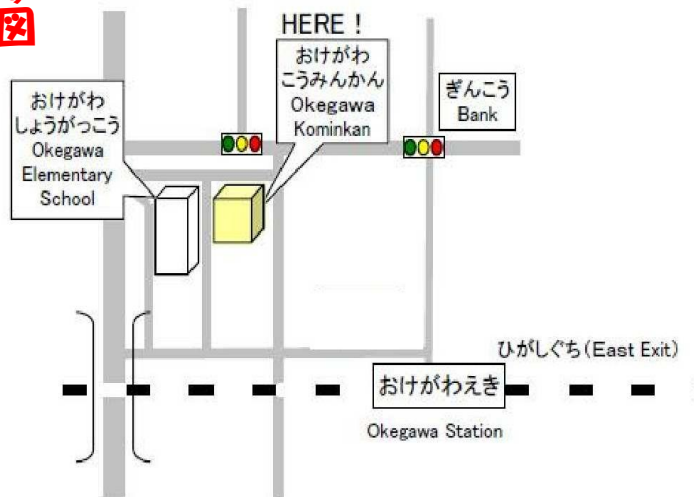 図
HERE !
おけがわ
こうみんかん
Okegawa
Kominkan
おけがわ
しょうがっこう
Okegawa
Elementary
School
ぎんこう
Bank
ひがしぐち(East Exit)
おけがわえき
Okegawa Station